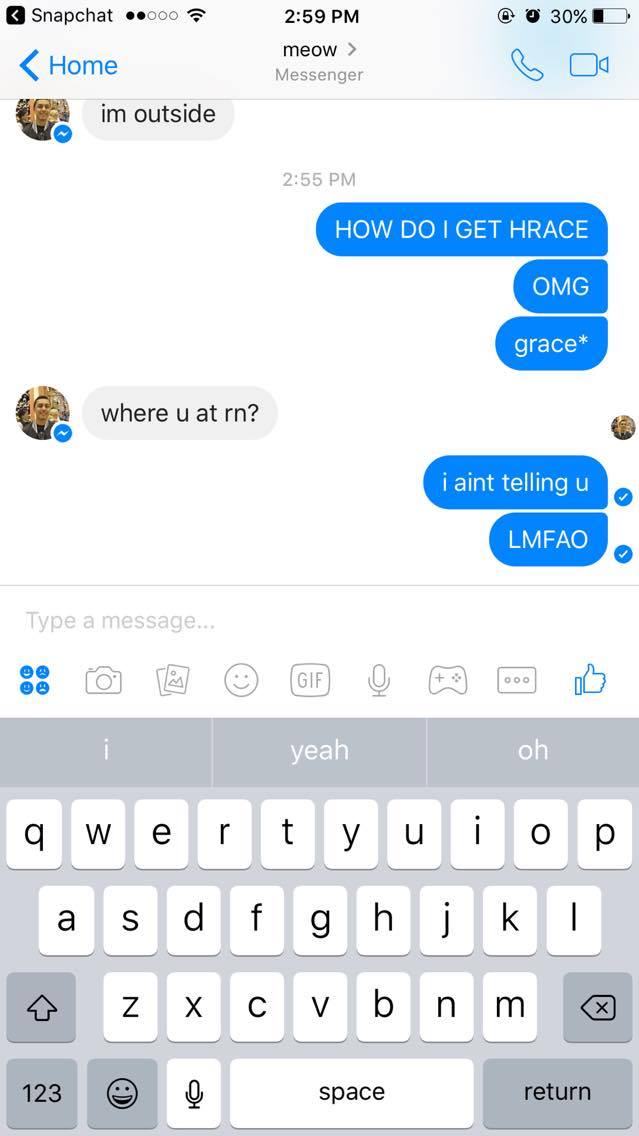 Snapchat 2:59 PM 30%
Home meow
Messenger
im outside
2:55 PM
HOW DO I GET HRACE
OMG
grace*
where u at rn?
i aint telling u
LMFAO
Type a message...
GIF
i yeah oh
q w e r t y u i o p
a s d f g h j k l
z x c v b n m
123 space return